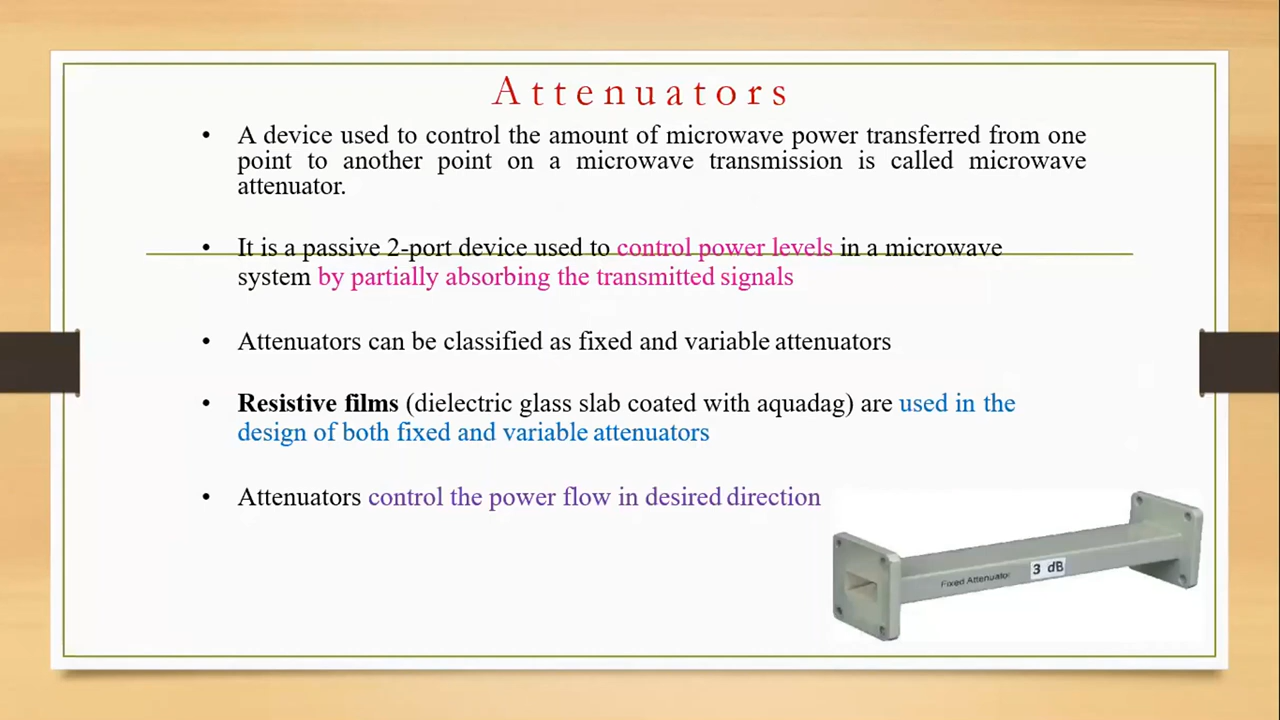 Attenuators
• A device used to control the amount of microwave power transferred from one
point to another point on a microwave transmission is called microwave
attenuator.
• It is a passive 2-port device used to control power levels in a microwave
system by partially absorbing the transmitted signals
• Attenuators can be classified as fixed and variable attenuators
• Resistive films (dielectric glass slab coated with aquadag) are used in the
design of both fixed and variable attenuators
• Attenuators control the power flow in desired direction
Fixed Attenuator 3 dB